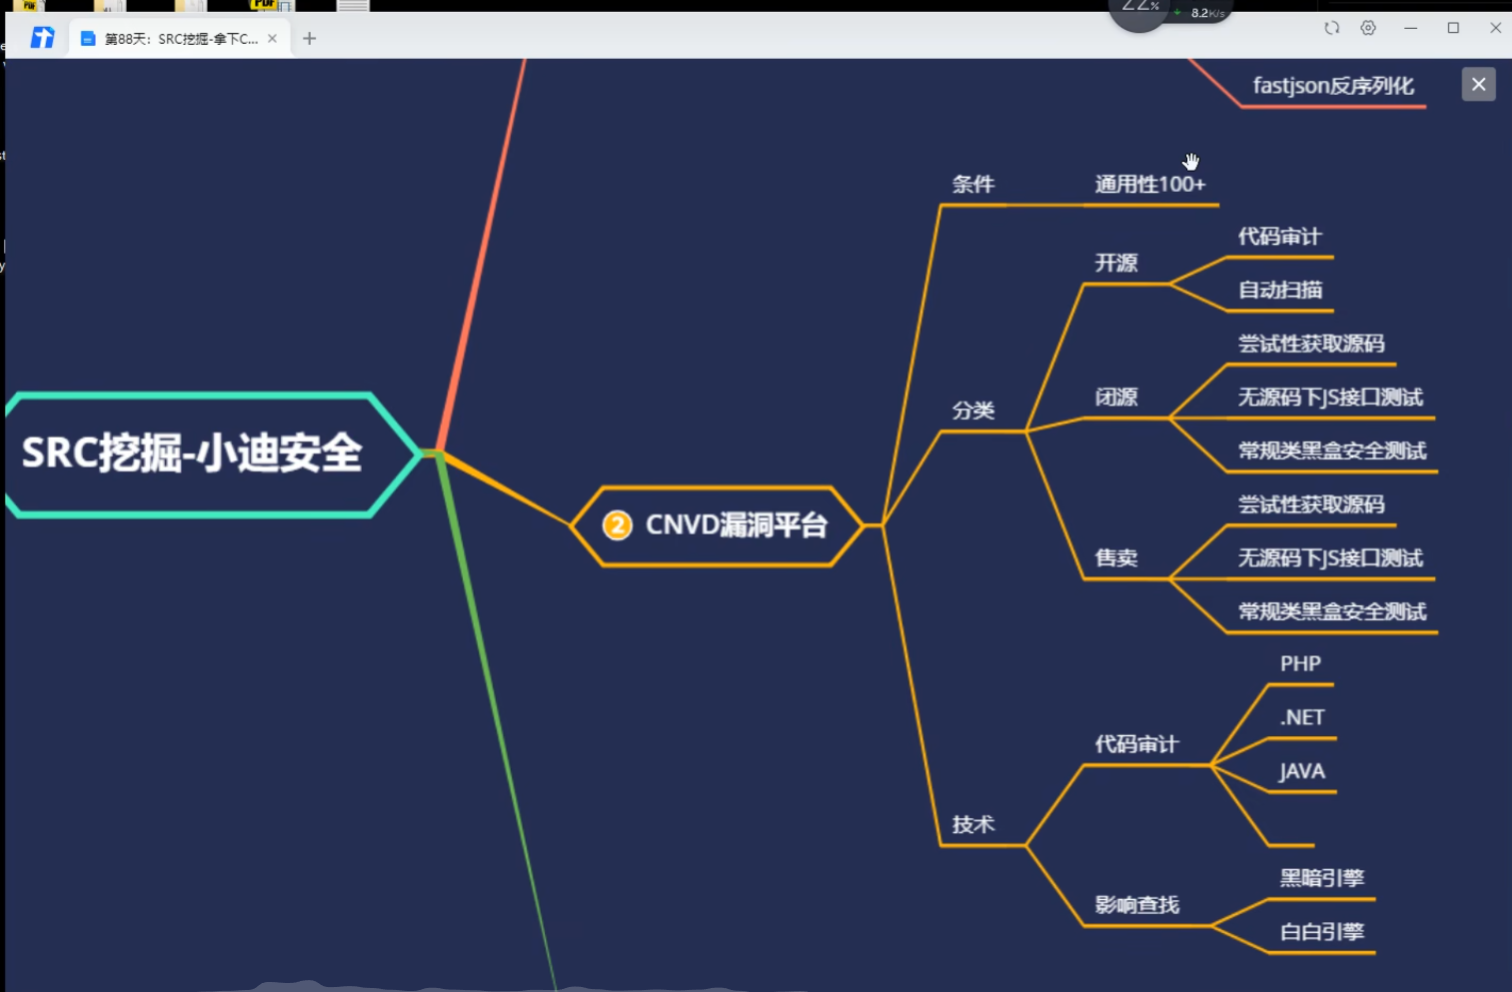 22%
8.2K/s
第88天：SRC挖掘-拿下C...
fastjson反序列化
条件
通用性100+
代码审计
开源
自动扫描
尝试性获取源码
闭源
无源码下JS接口测试
分类
常规类黑盒安全测试
SRC挖掘-小迪安全
尝试性获取源码
2 CNVD漏洞平台
售卖
无源码下JS接口测试
常规类黑盒安全测试
PHP
.NET
代码审计
JAVA
技术
黑暗引擎
影响查找
白白引擎